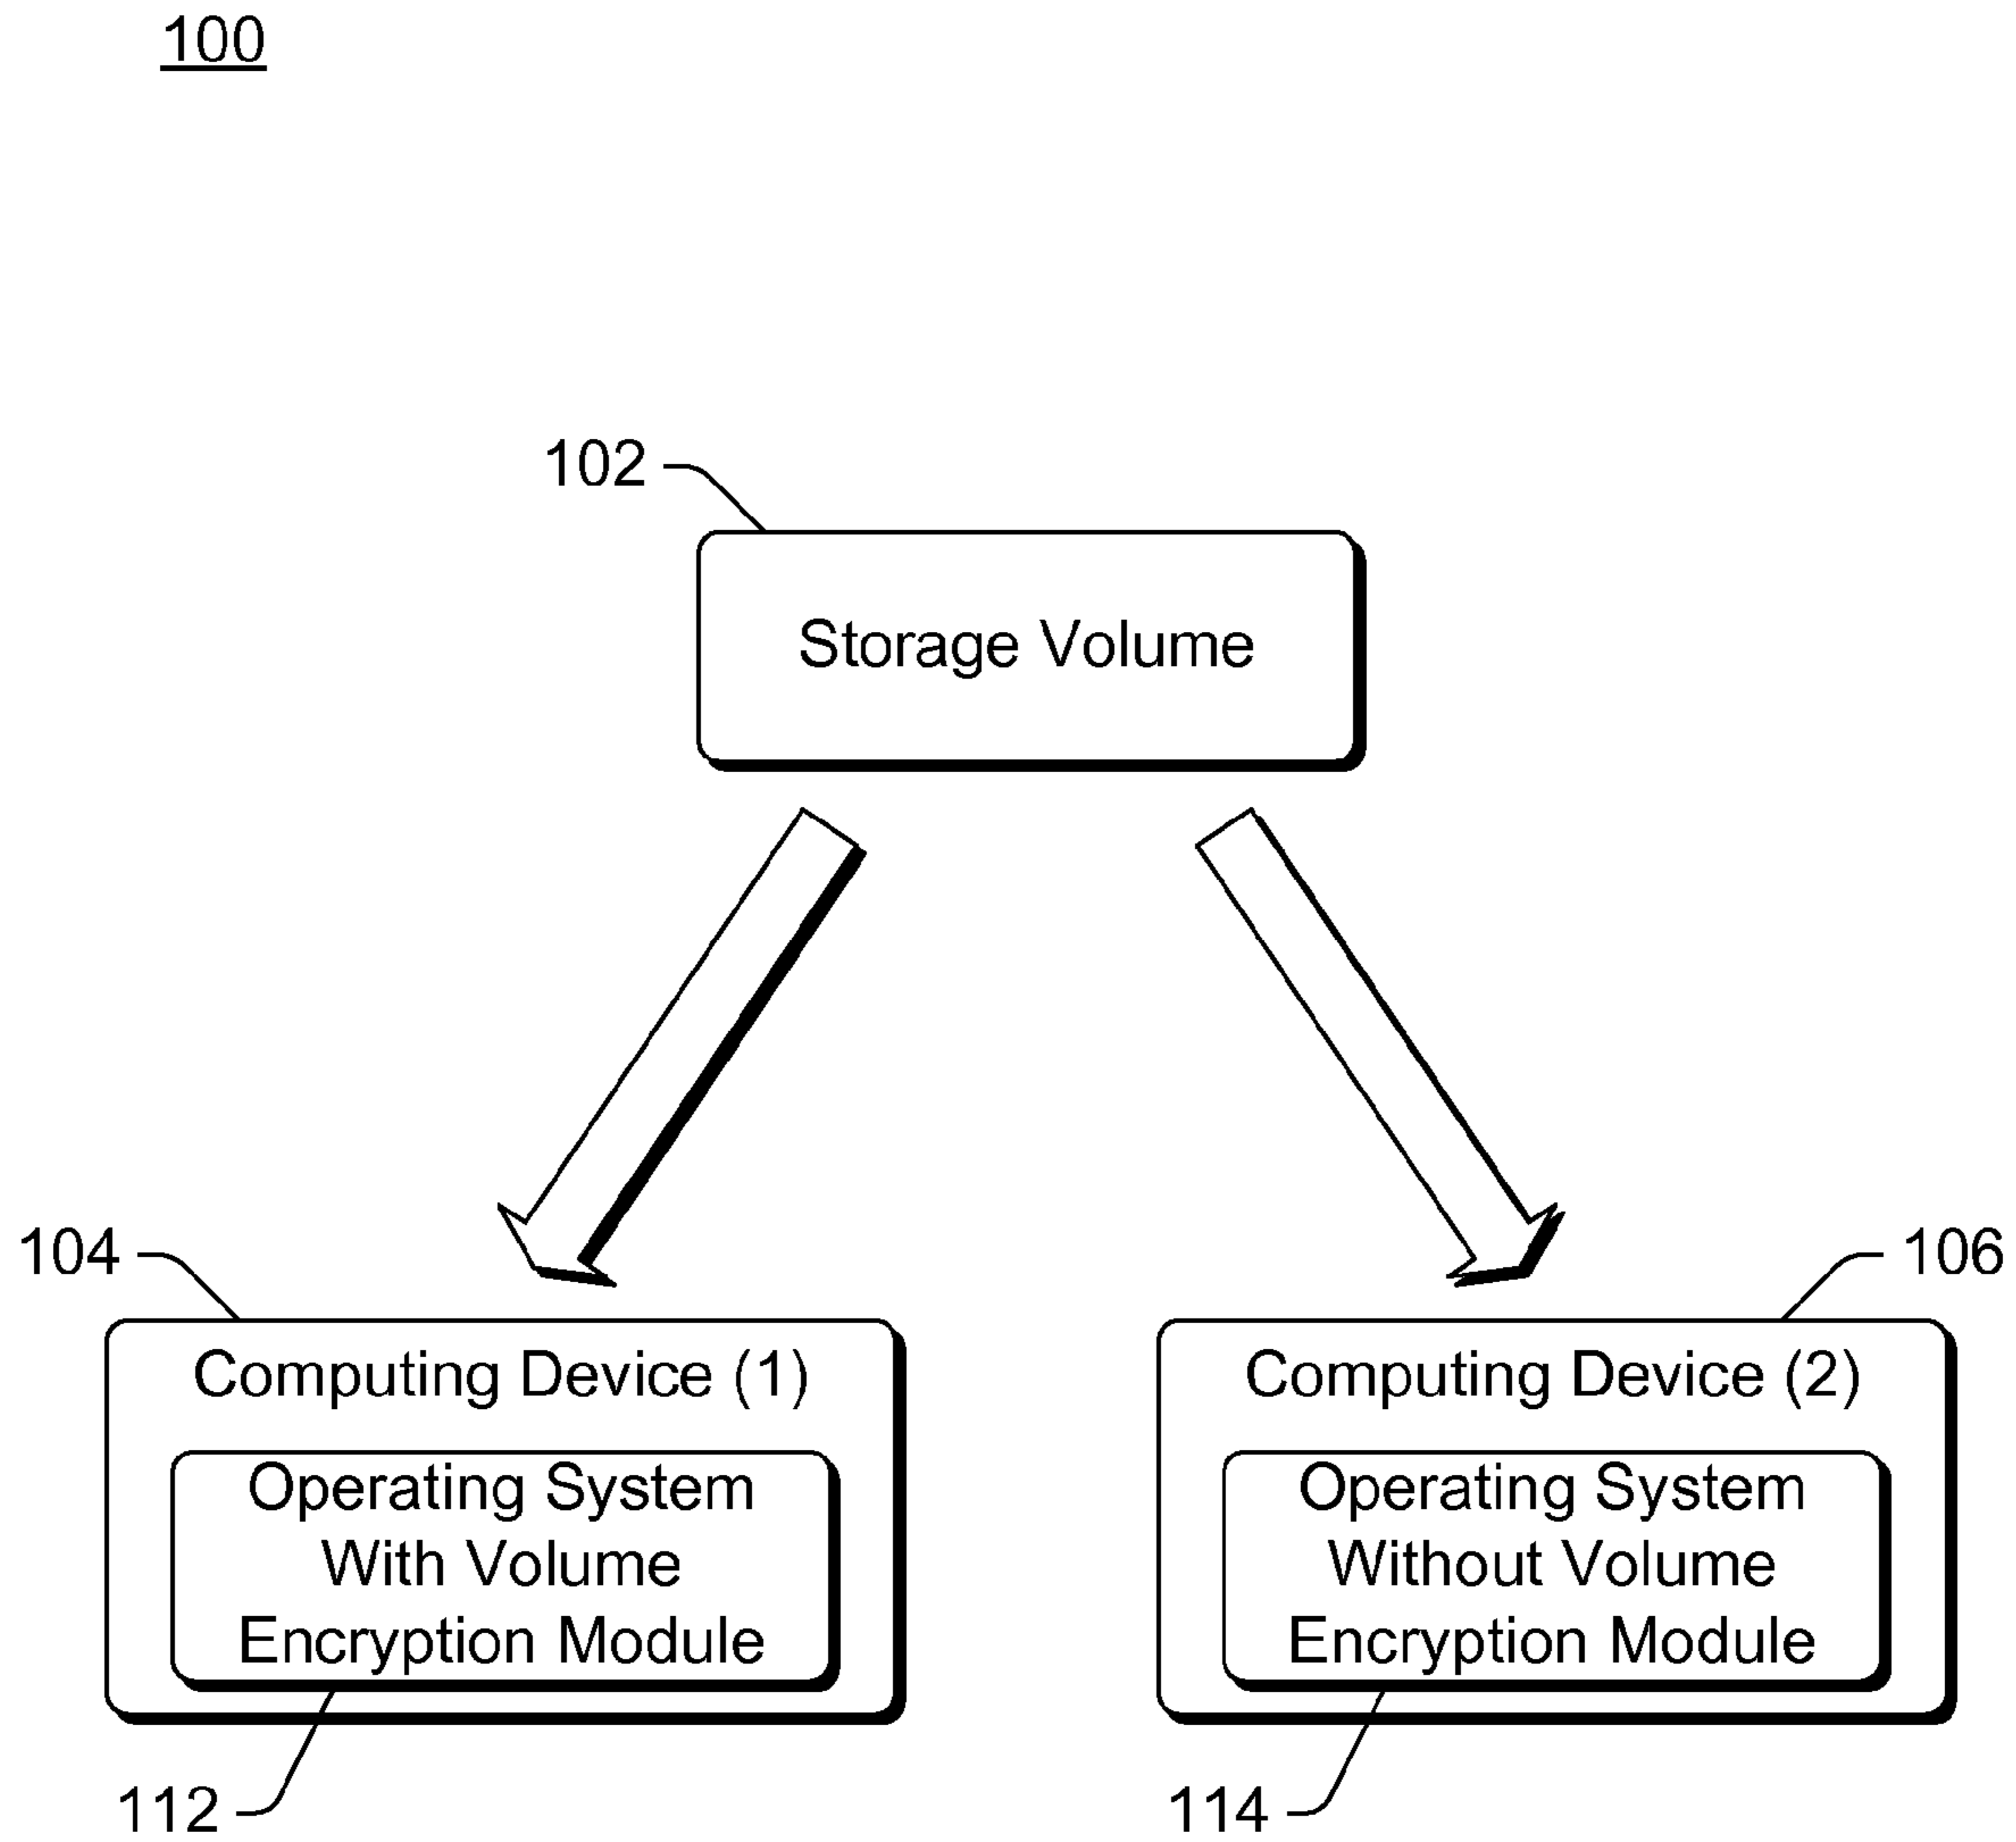 100
102
Storage Volume
104
106
Computing Device (1)
Operating System
With Volume
Encryption Module
Computing Device (2)
Operating System
Without Volume
Encryption Module
112
114